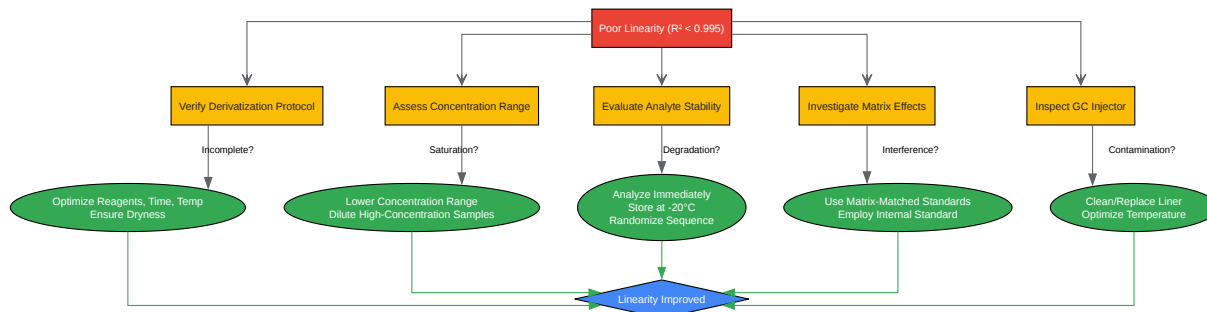 Poor Linearity (R² < 0.995)
Verify Derivatization Protocol
Assess Concentration Range
Evaluate Analyte Stability
Investigate Matrix Effects
Inspect GC Injector
Incomplete?
Saturation?
Degradation?
Interference?
Contamination?
Optimize Reagents, Time, Temp
Ensure Dryness
Lower Concentration Range
Dilute High-Concentration Samples
Analyze Immediately
Store at -20°C
Randomize Sequence
Use Matrix-Matched Standards
Employ Internal Standard
Clean/Replace Liner
Optimize Temperature
Linearity Improved